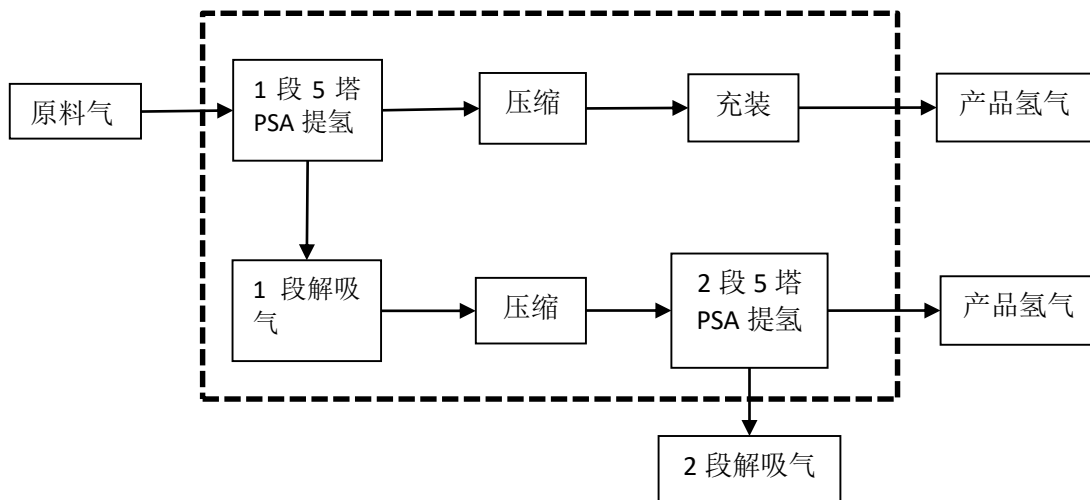 原料气
1 段 5 塔
PSA 提氢
压缩
充装
产品氢气
1 段解吸
气
压缩
2 段 5 塔
PSA 提氢
产品氢气
2 段解吸气